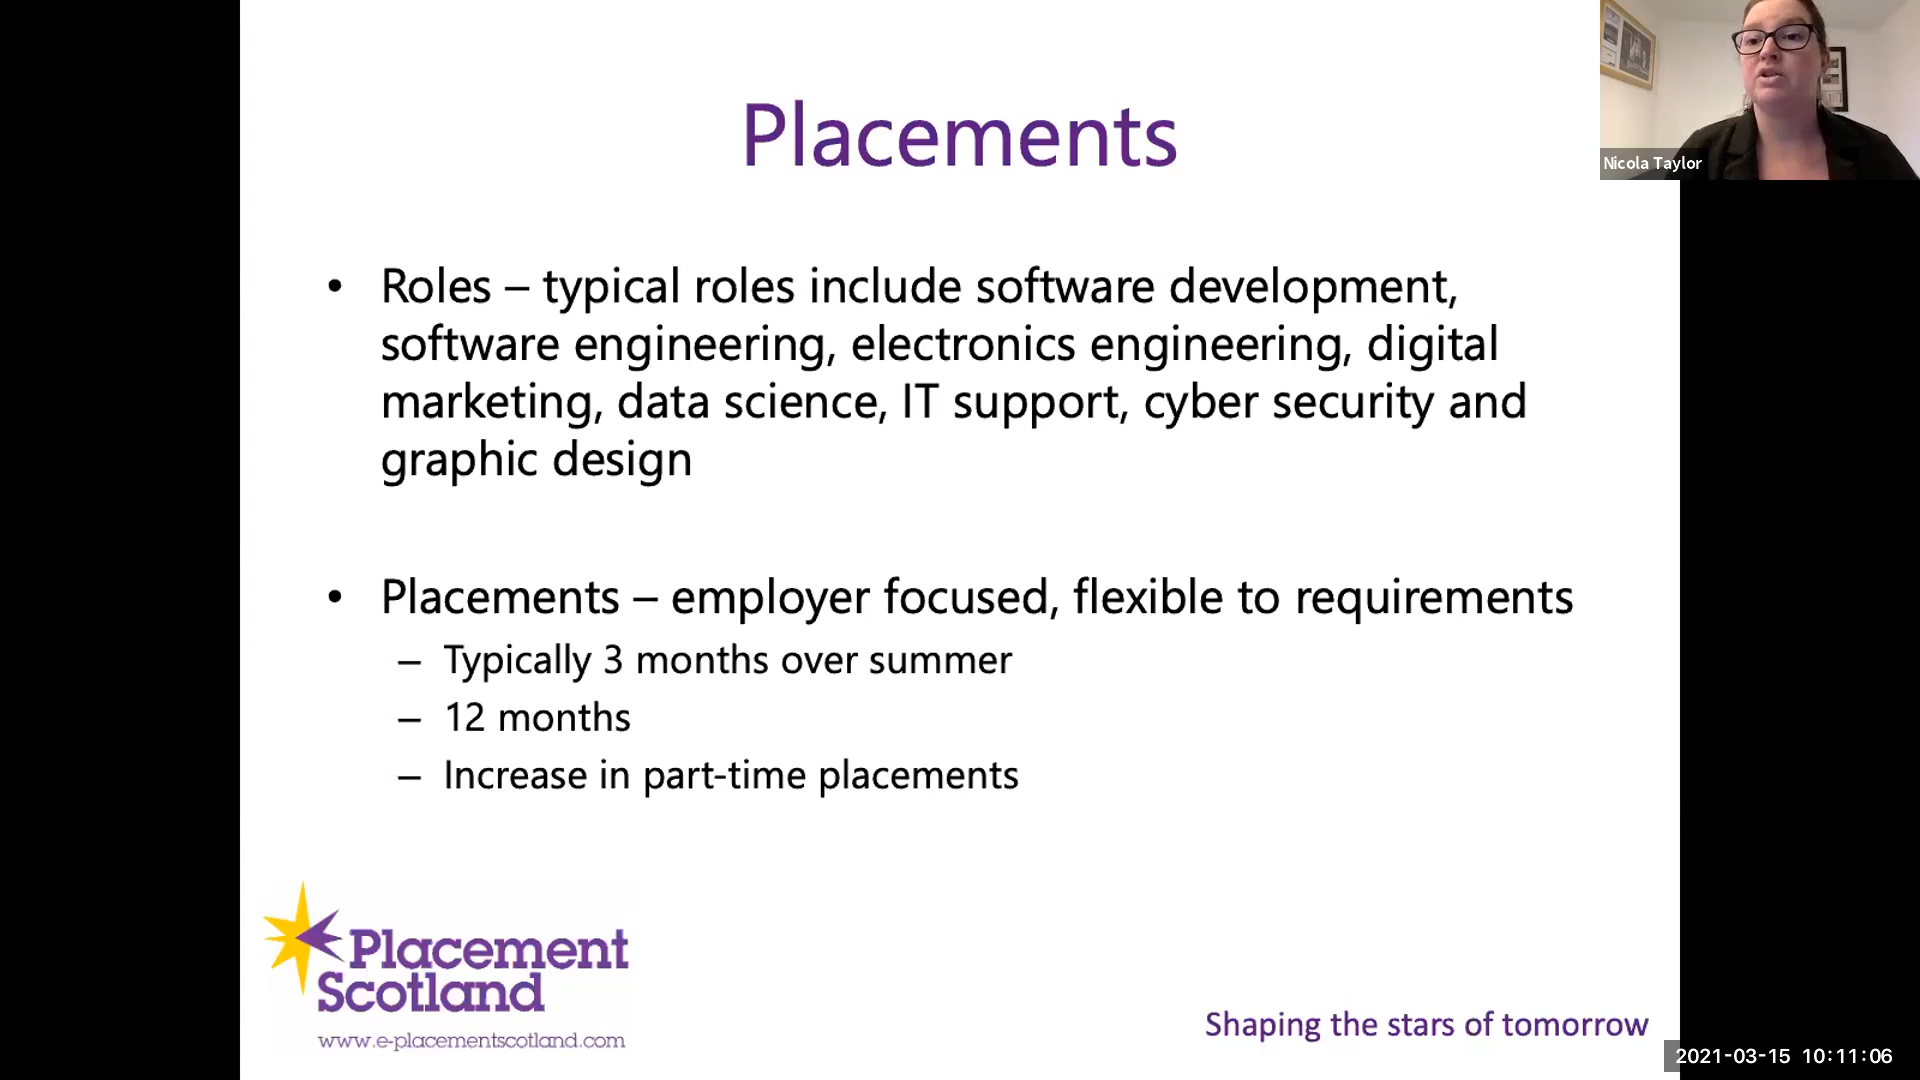 Placements
• Roles – typical roles include software development,
software engineering, electronics engineering, digital
marketing, data science, IT support, cyber security and
graphic design
• Placements – employer focused, flexible to requirements
– Typically 3 months over summer
– 12 months
– Increase in part-time placements
Placement
Scotland
www.e-placementscotland.com
Shaping the stars of tomorrow
Nicola Taylor
2021-03-15 10:11:06